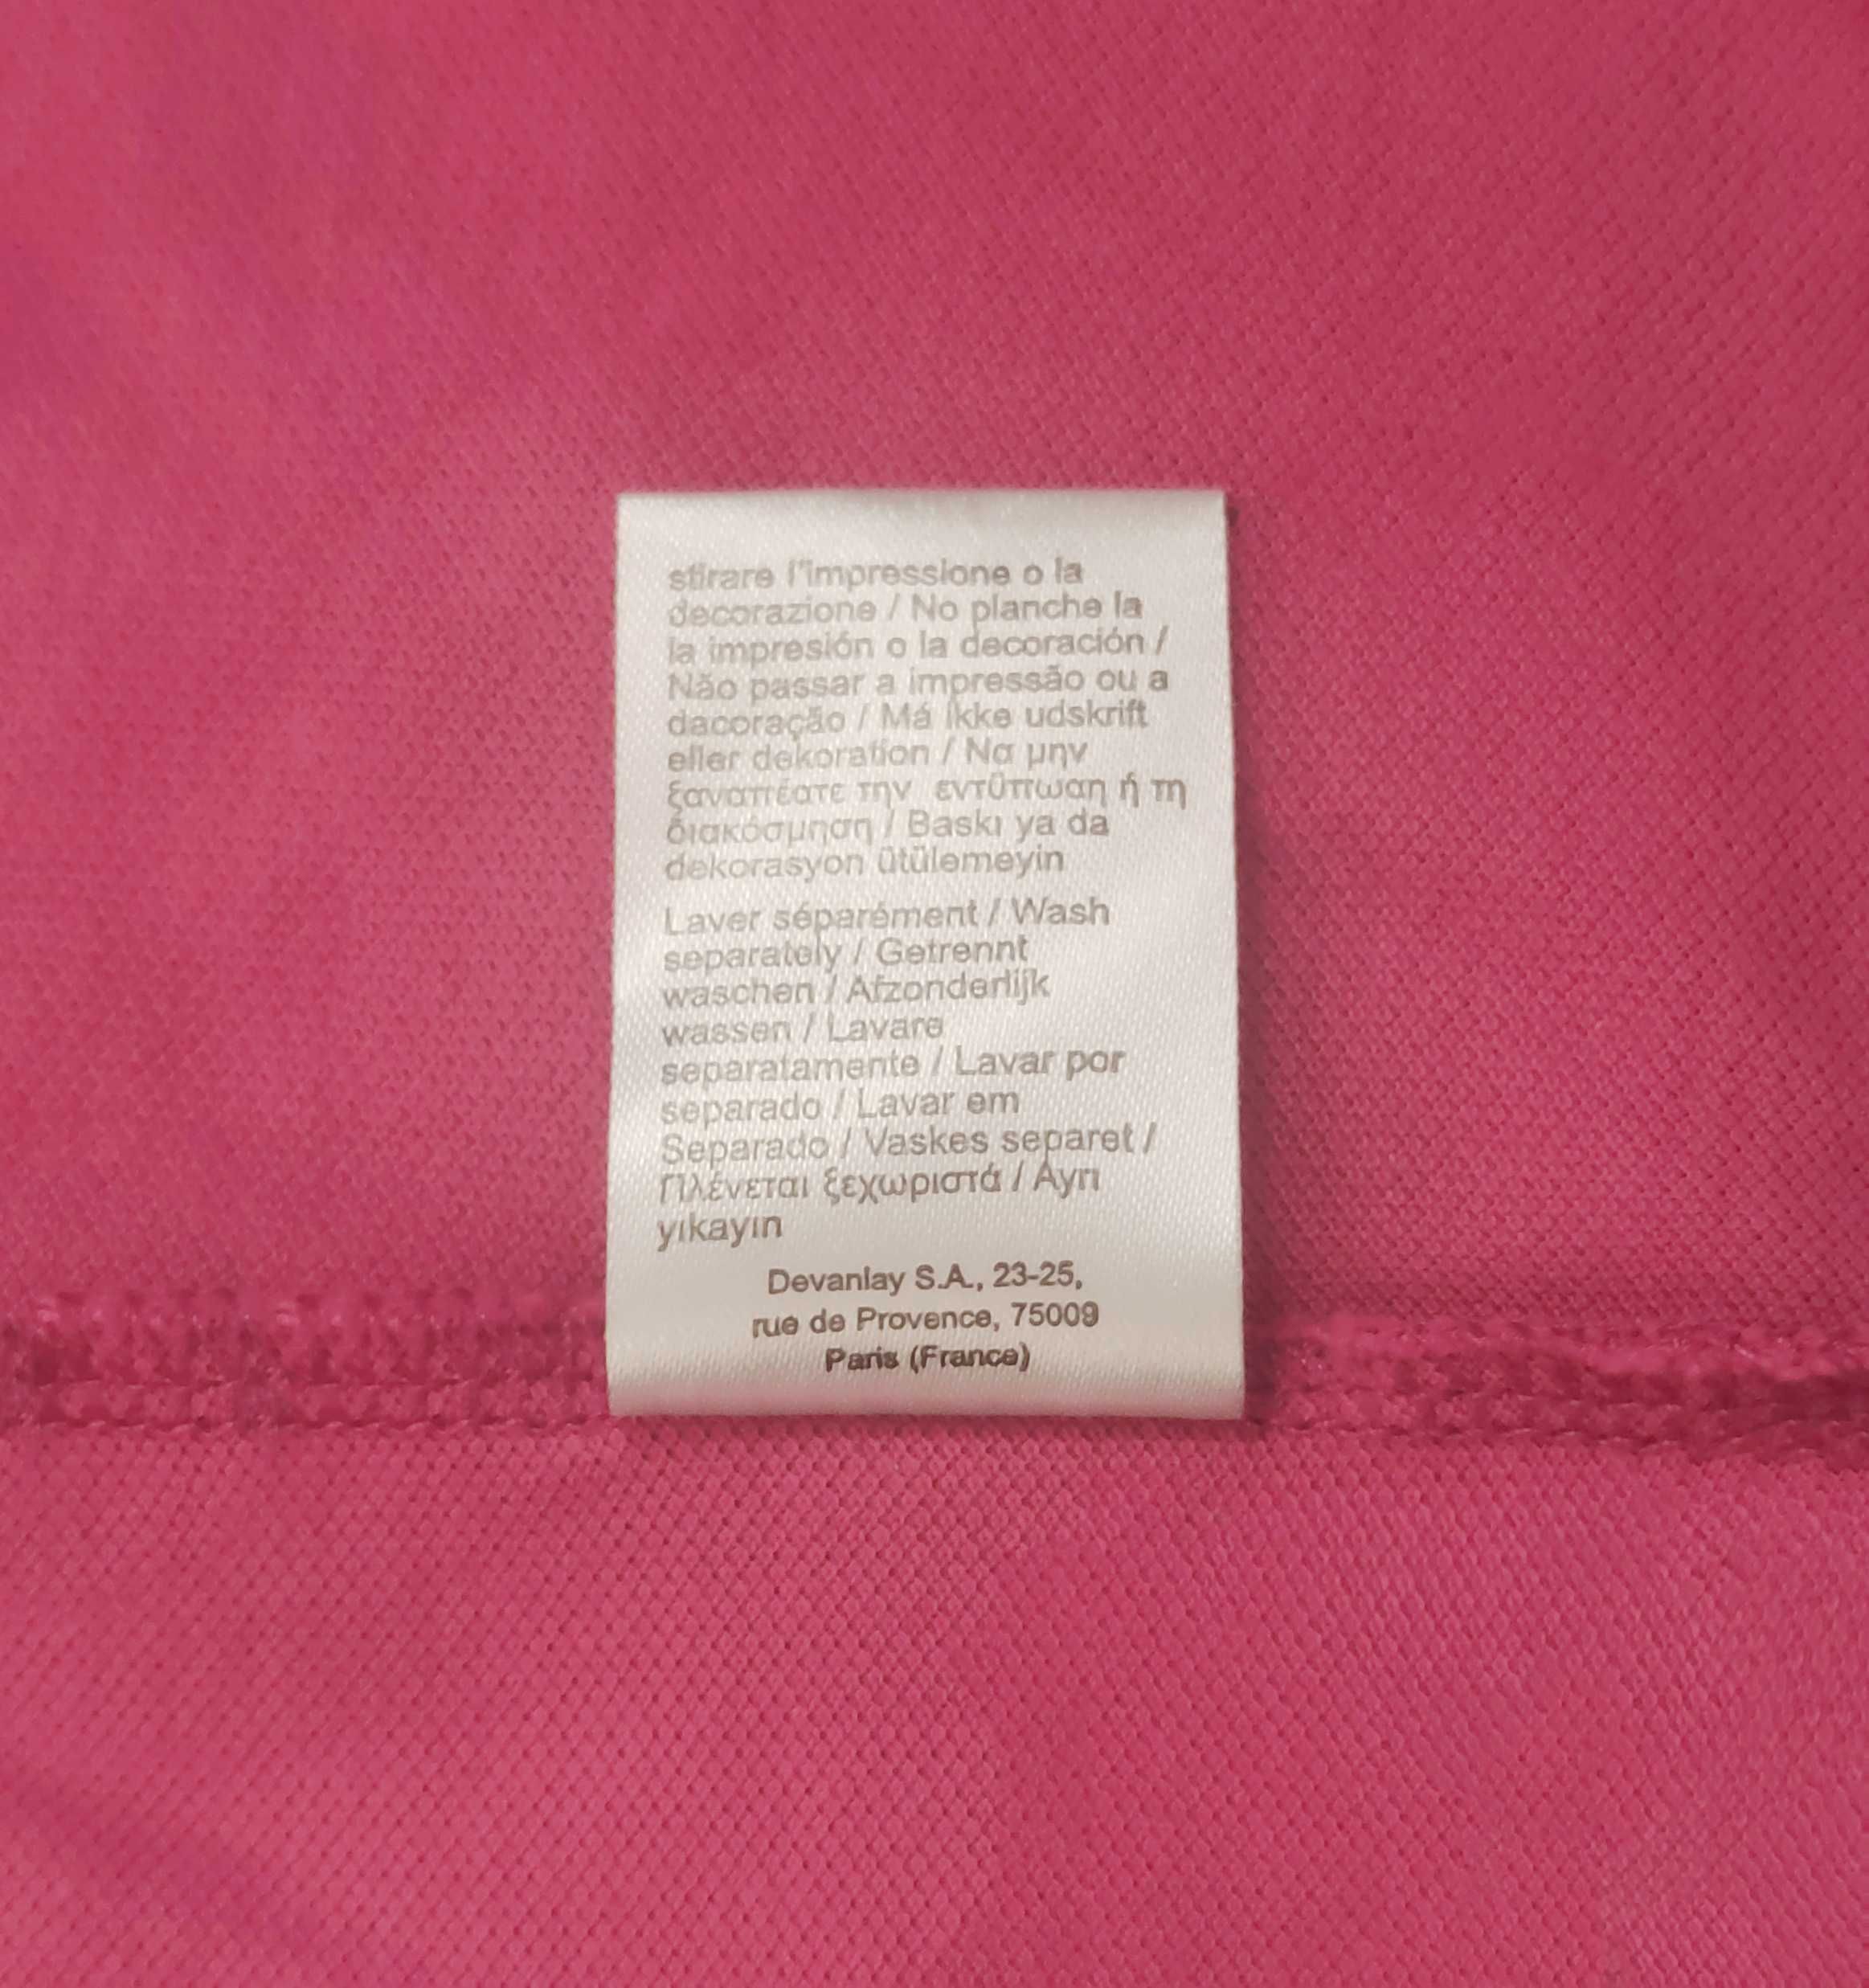 stirare l'impressione o la
decorazione / No planche la
la impresión o la decoración /
Não passar a impressão ou a
dacoração / Má ikke udskrift
eller dekoration / Να μην
ξαναπέσατε την εντΰπωση ή τη
διακόσμηση / Baskı ya da
dekorasyon ütülemeyin
Laver séparément / Wash
separately / Getrennt
waschen / Afzonderlijk
wassen / Lavare
separatamente / Lavar por
separado / Lavar em
Separado / Vaskes separet /
Πλένεται ξεχωριστά / Ayrı
yıkayın
Devanlay S.A., 23-25,
rue de Provence, 75009
Paris (France)